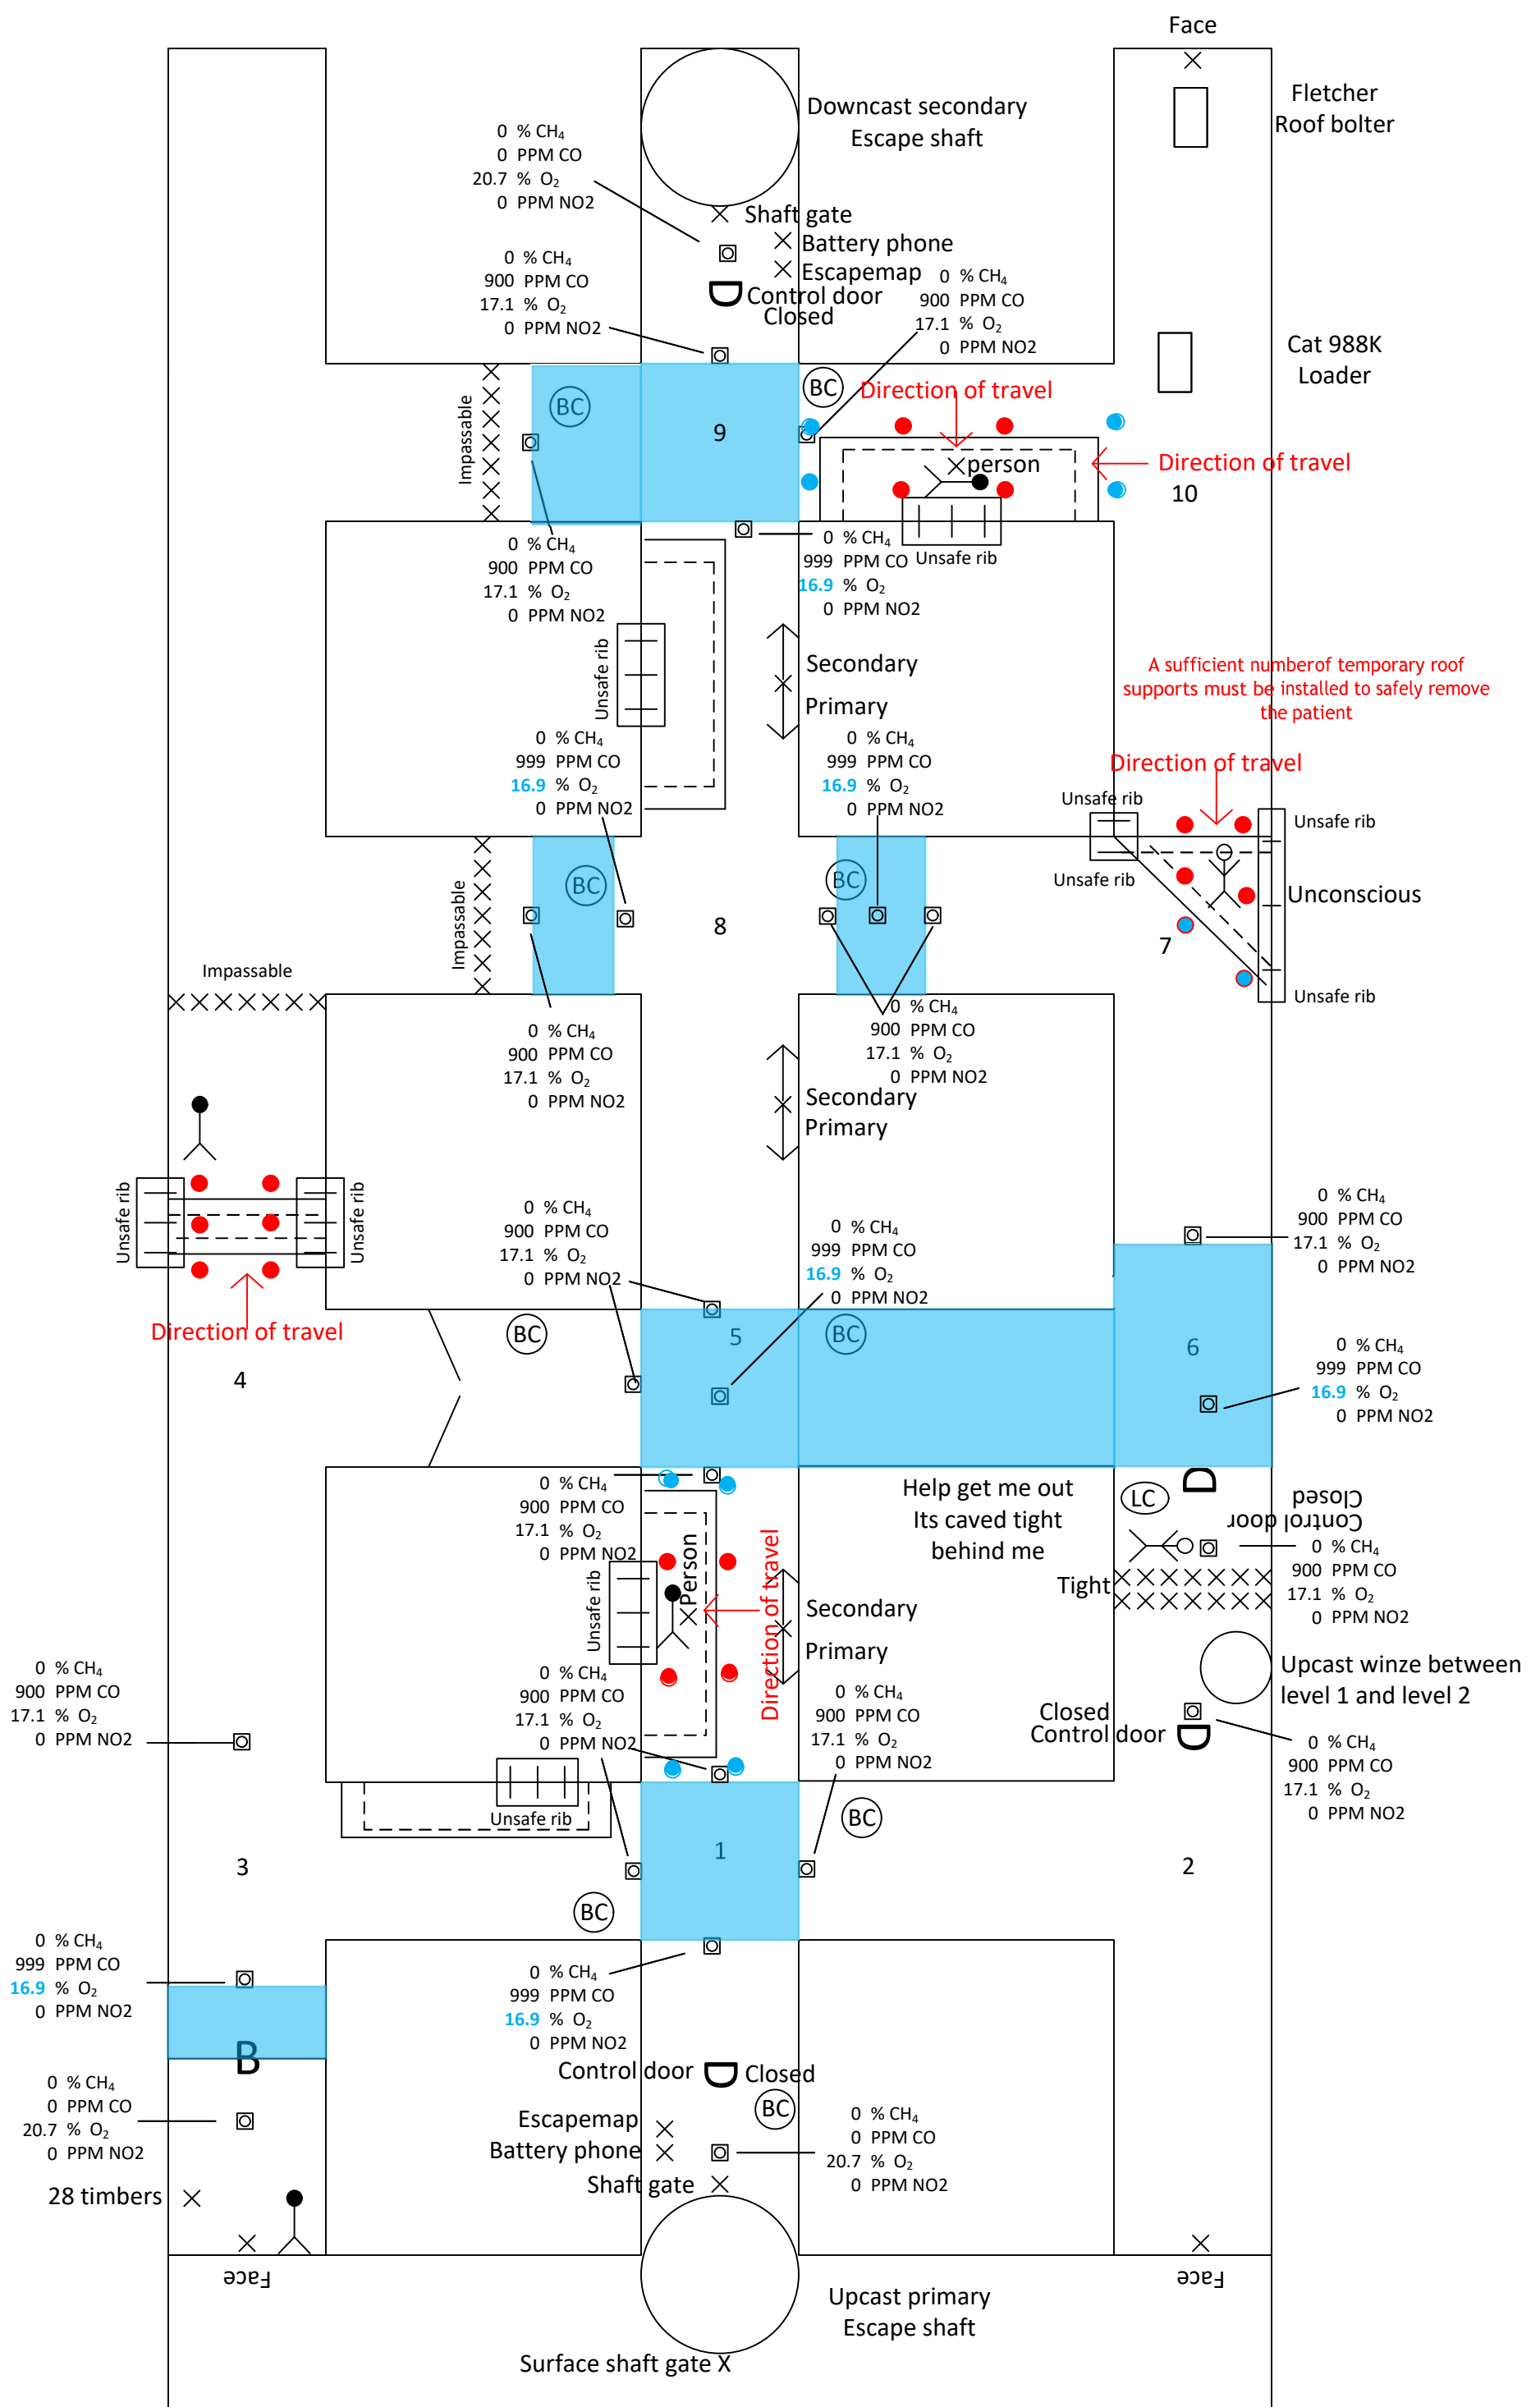 Face
Fletcher
Roof bolter
Downcast secondary
Escape shaft
0 % CH₄
0 PPM CO
20.7 % O₂
0 PPM NO2
Shaft gate
Battery phone
Escapemap
Control door
Closed
0 % CH₄
900 PPM CO
17.1 % O₂
0 PPM NO2
0 % CH₄
900 PPM CO
17.1 % O₂
0 PPM NO2
Cat 988K
Loader
Impassable
BC
9
BC
Direction of travel
person
Direction of travel
10
Unsafe rib
0 % CH₄
900 PPM CO
17.1 % O₂
0 PPM NO2
0 % CH₄
999 PPM CO
16.9 % O₂
0 PPM NO2
Unsafe rib
Secondary
Primary
A sufficient numberof temporary roof
supports must be installed to safely remove
the patient
0 % CH₄
999 PPM CO
16.9 % O₂
0 PPM NO2
0 % CH₄
999 PPM CO
16.9 % O₂
0 PPM NO2
Direction of travel
Unsafe rib
Unsafe rib
Unsafe rib
Unconscious
Unsafe rib
7
Impassable
BC
8
BC
Impassable
0 % CH₄
900 PPM CO
17.1 % O₂
0 PPM NO2
0 % CH₄
900 PPM CO
17.1 % O₂
0 PPM NO2
Secondary
Primary
Unsafe rib
Unsafe rib
Direction of travel
4
0 % CH₄
900 PPM CO
17.1 % O₂
0 PPM NO2
0 % CH₄
999 PPM CO
16.9 % O₂
0 PPM NO2
0 % CH₄
900 PPM CO
17.1 % O₂
0 PPM NO2
BC
5
BC
6
0 % CH₄
999 PPM CO
16.9 % O₂
0 PPM NO2
0 % CH₄
900 PPM CO
17.1 % O₂
0 PPM NO2
Person
Unsafe rib
Direction of travel
Help get me out
Its caved tight
behind me
LC
D
Control door
Closed
0 % CH₄
900 PPM CO
17.1 % O₂
0 PPM NO2
Tight
Secondary
Primary
Upcast winze between
level 1 and level 2
Closed
Control door
D
0 % CH₄
900 PPM CO
17.1 % O₂
0 PPM NO2
0 % CH₄
900 PPM CO
17.1 % O₂
0 PPM NO2
0 % CH₄
900 PPM CO
17.1 % O₂
0 PPM NO2
0 % CH₄
900 PPM CO
17.1 % O₂
0 PPM NO2
Unsafe rib
3
BC
1
BC
2
0 % CH₄
999 PPM CO
16.9 % O₂
0 PPM NO2
B
0 % CH₄
0 PPM CO
20.7 % O₂
0 PPM NO2
28 timbers
Face
0 % CH₄
999 PPM CO
16.9 % O₂
0 PPM NO2
Control door
D
Closed
BC
Escapemap
Battery phone
Shaft gate
0 % CH₄
0 PPM CO
20.7 % O₂
0 PPM NO2
Face
Upcast primary
Escape shaft
Surface shaft gate X